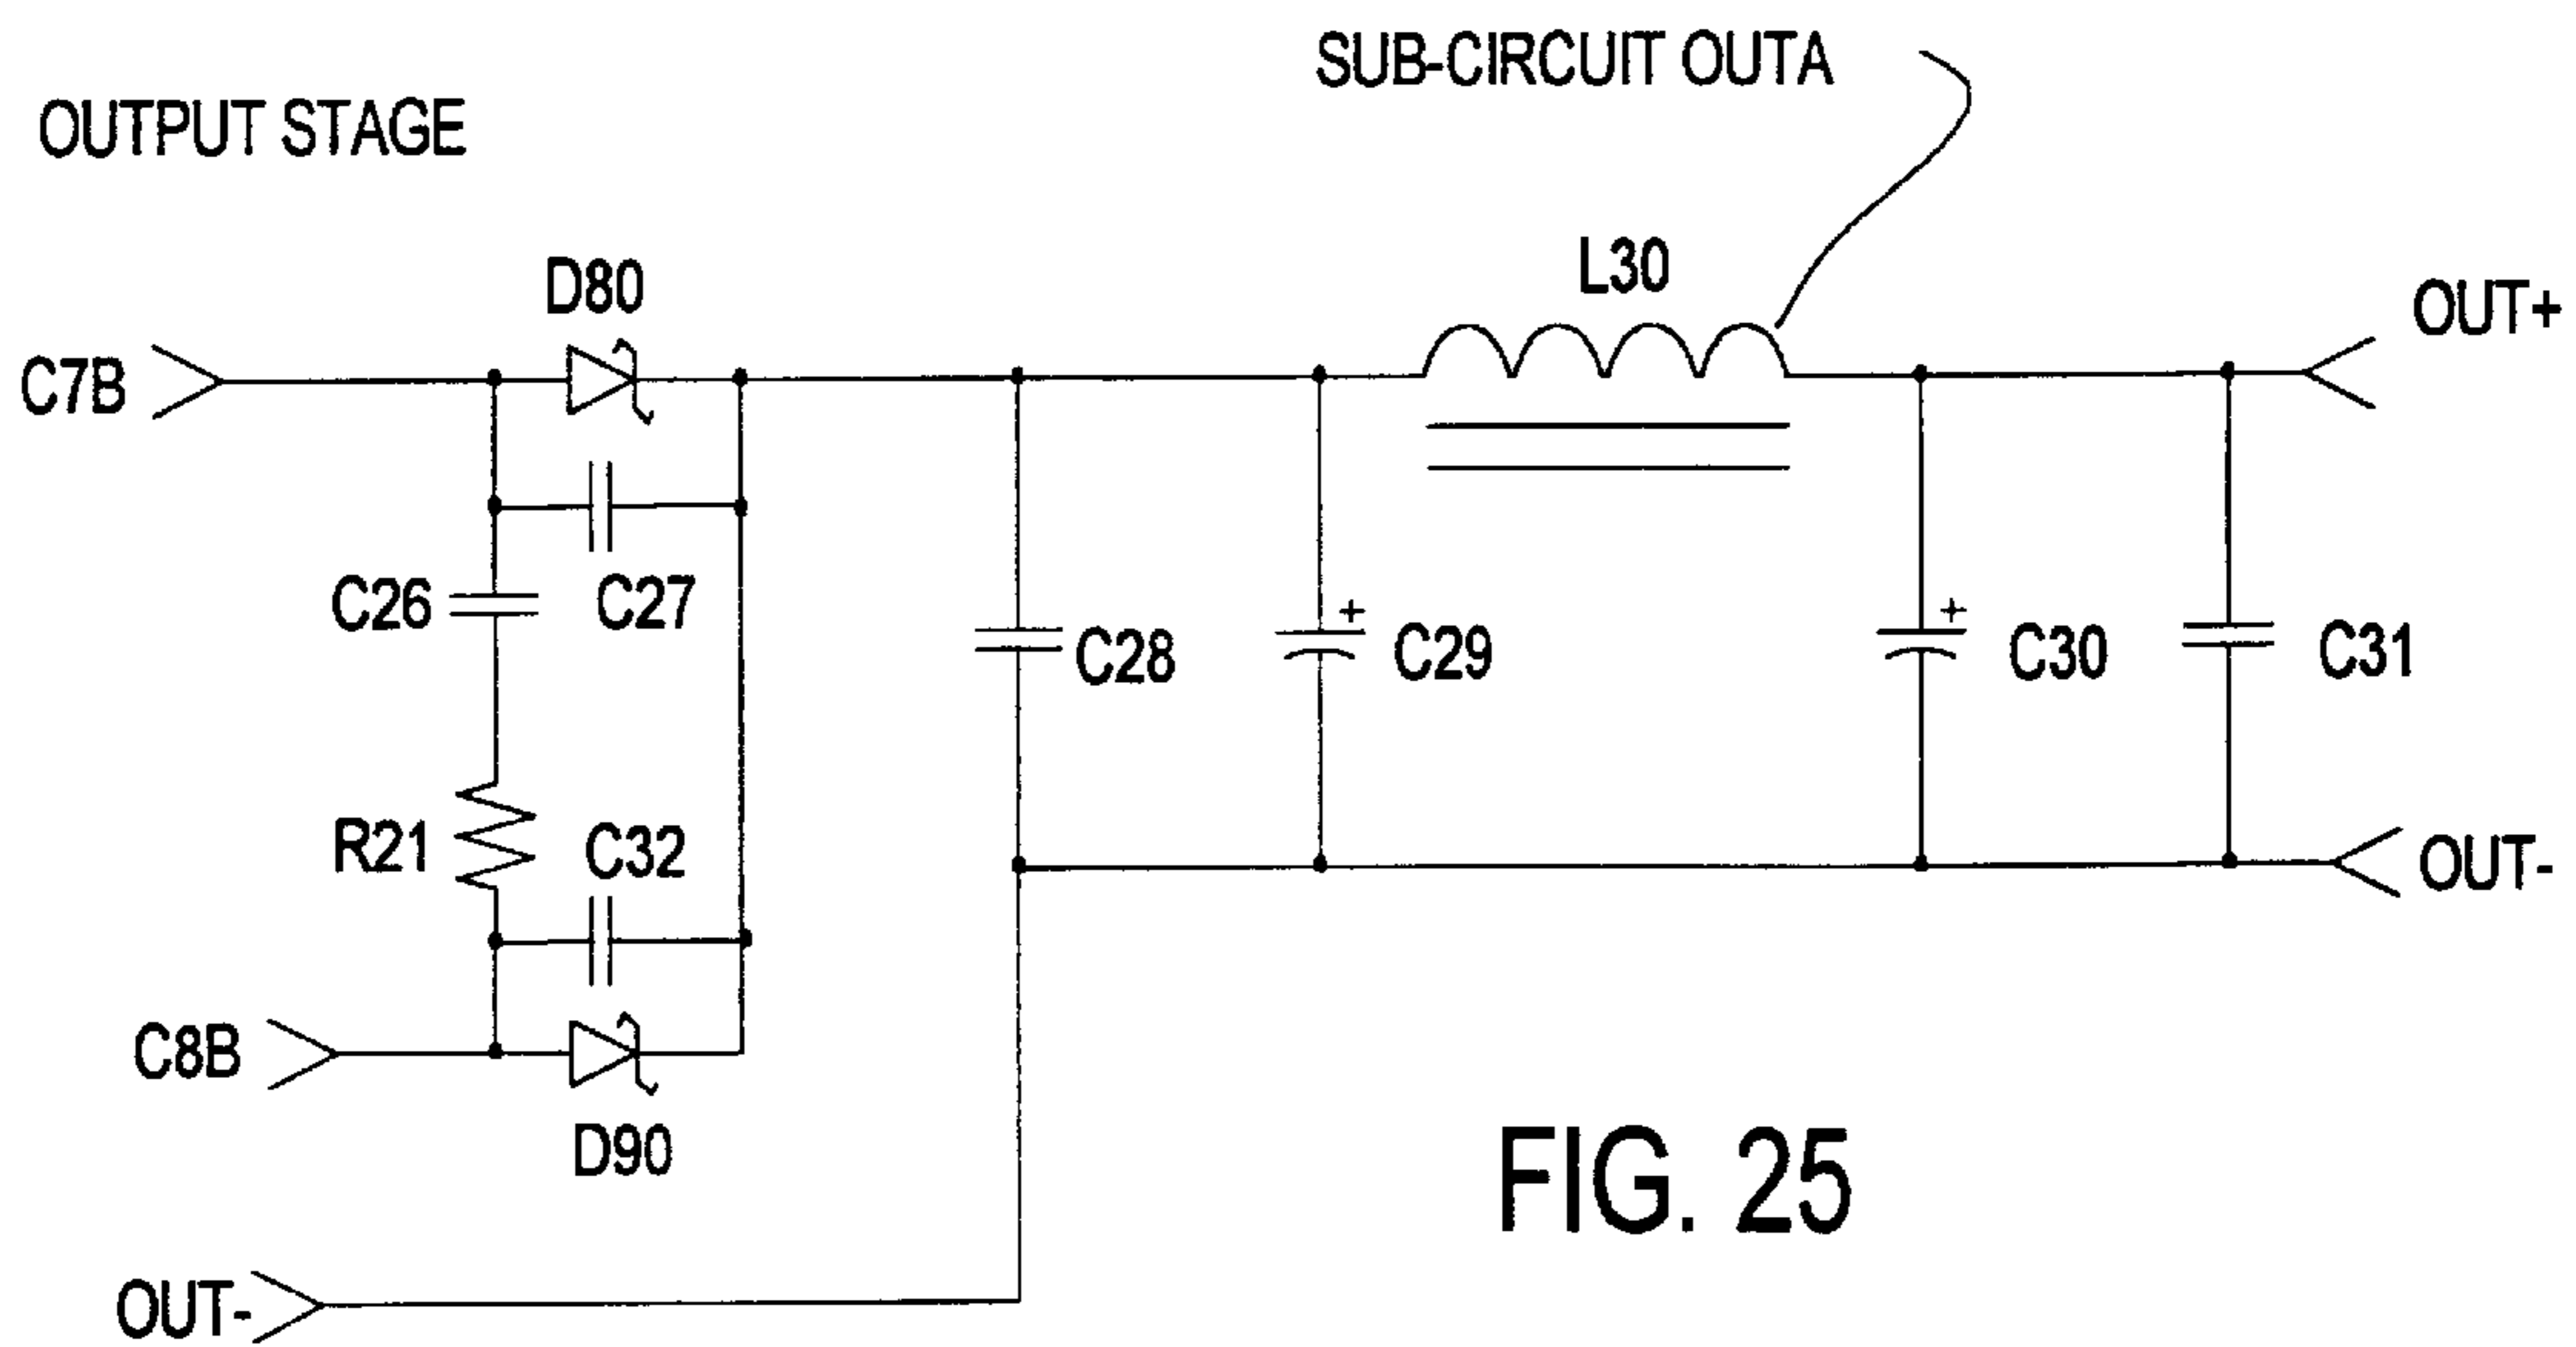 SUB-CIRCUIT OUTA
OUTPUT STAGE
L30
D80
OUT+
C7B
C26
C27
+
C28
C29
+
C30
C31
R21
C32
OUT-
C8B
D90
FIG. 25
OUT-